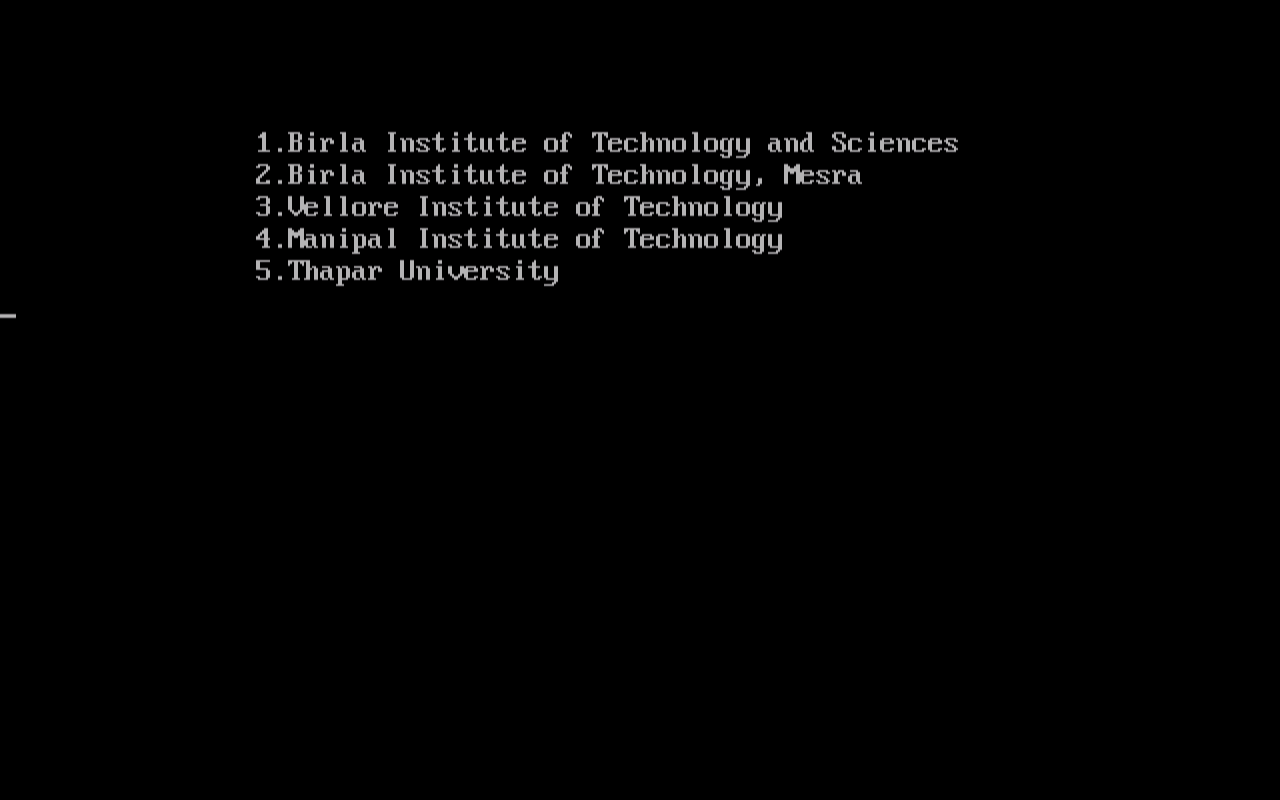 1.Birla Institute of Technology and Sciences
2.Birla Institute of Technology, Mesra
3.Vellore Institute of Technology
4.Manipal Institute of Technology
5.Thapar University